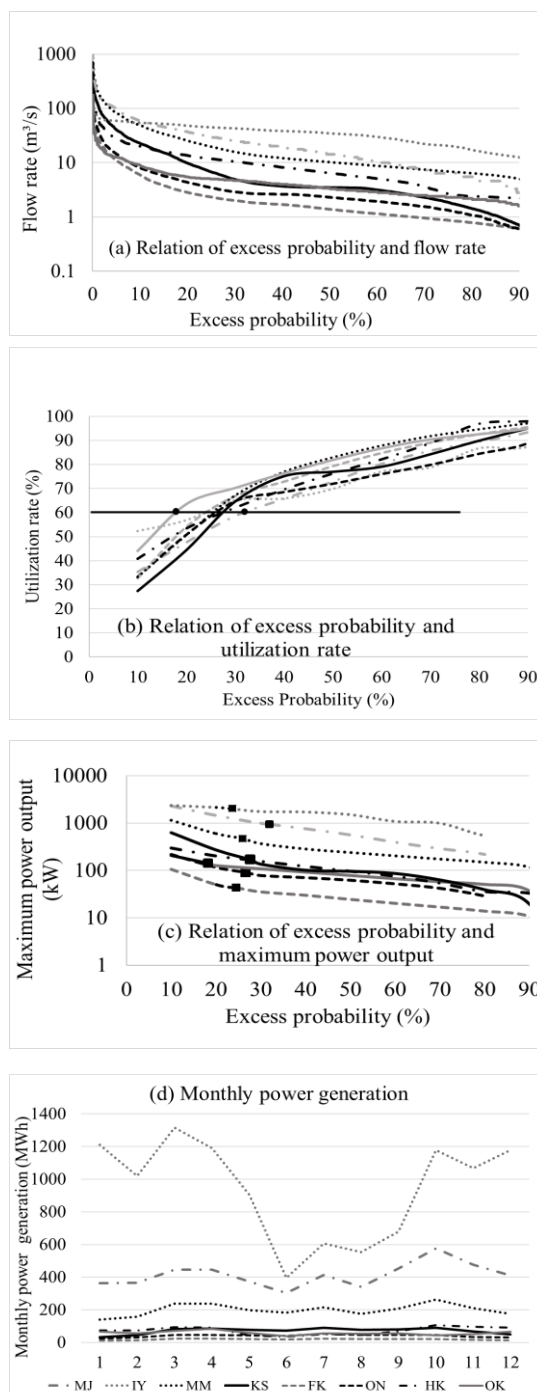 Flow rate (m³/s)
1000
100
10
1
0.1
(a) Relation of excess probability and flow rate
0 10 20 30 40 50 60 70 80 90
Excess probability (%)
Utilization rate (%)
100
90
80
70
60
50
40
30
20
10
0
(b) Relation of excess probability and
utilization rate
0 10 20 30 40 50 60 70 80 90
Excess Probability (%)
Maximum power output
(kW)
10000
1000
100
10
1
(c) Relation of excess probability and
maximum power output
0 10 20 30 40 50 60 70 80 90
Excess probability (%)
(d) Monthly power generation
Monthly power generation (MWh)
1400
1200
1000
800
600
400
200
0
1 2 3 4 5 6 7 8 9 10 11 12
MJ IY MM KS FK ON HK OK